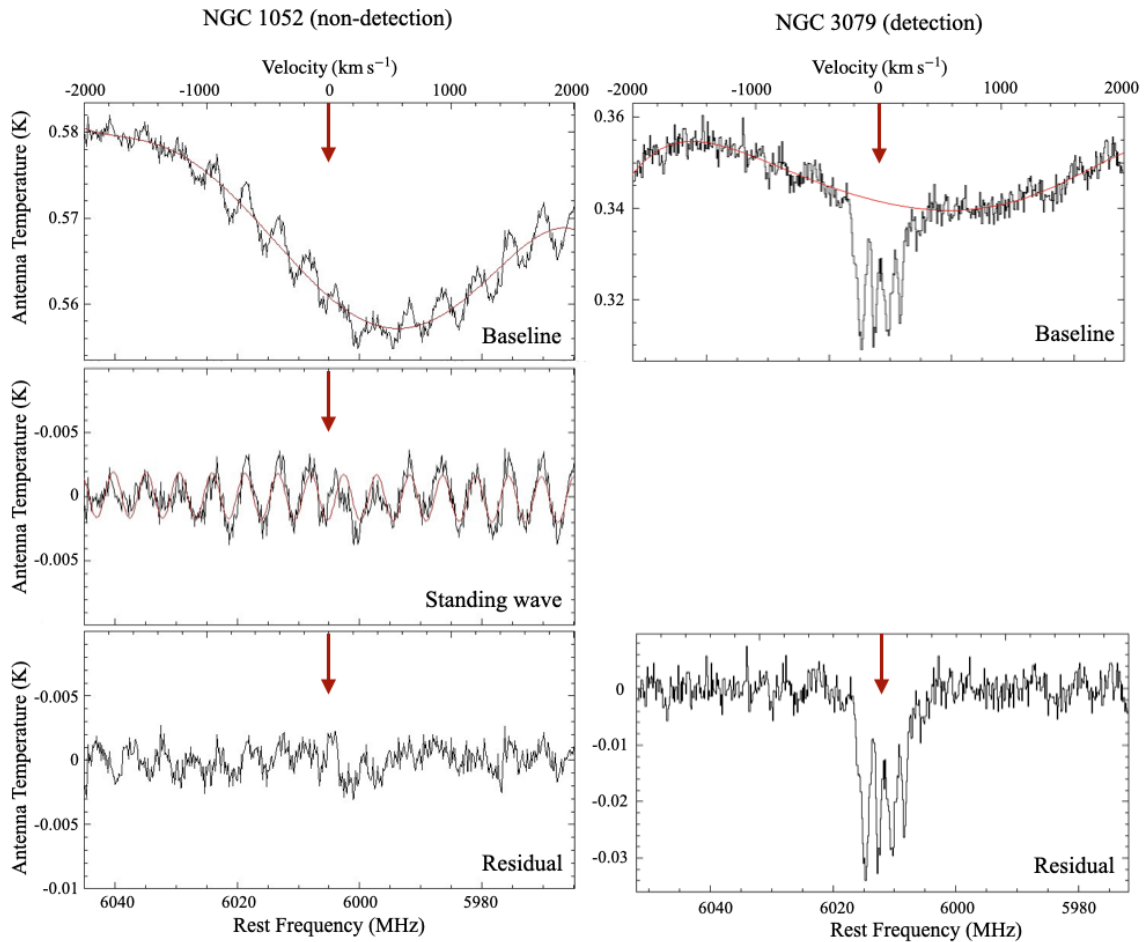 NGC 1052 (non-detection)
NGC 3079 (detection)
Velocity (km s⁻¹)
-2000 -1000 0 1000 2000
Velocity (km s⁻¹)
-2000 -1000 0 1000 2000
Antenna Temperature (K)
0.58
0.57
0.56
Baseline
Antenna Temperature (K)
0.36
0.34
0.32
Baseline
Antenna Temperature (K)
-0.005
0
-0.005
Standing wave
Antenna Temperature (K)
-0.005
0
-0.005
-0.01
Residual
6040 6020 6000 5980
Rest Frequency (MHz)
Antenna Temperature (K)
0
-0.01
-0.02
-0.03
Residual
6040 6020 6000 5980
Rest Frequency (MHz)